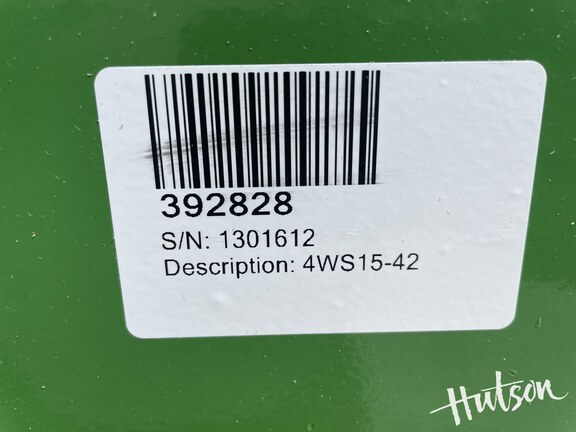 392828
S/N: 1301612
Description: 4WS15-42
Hutson